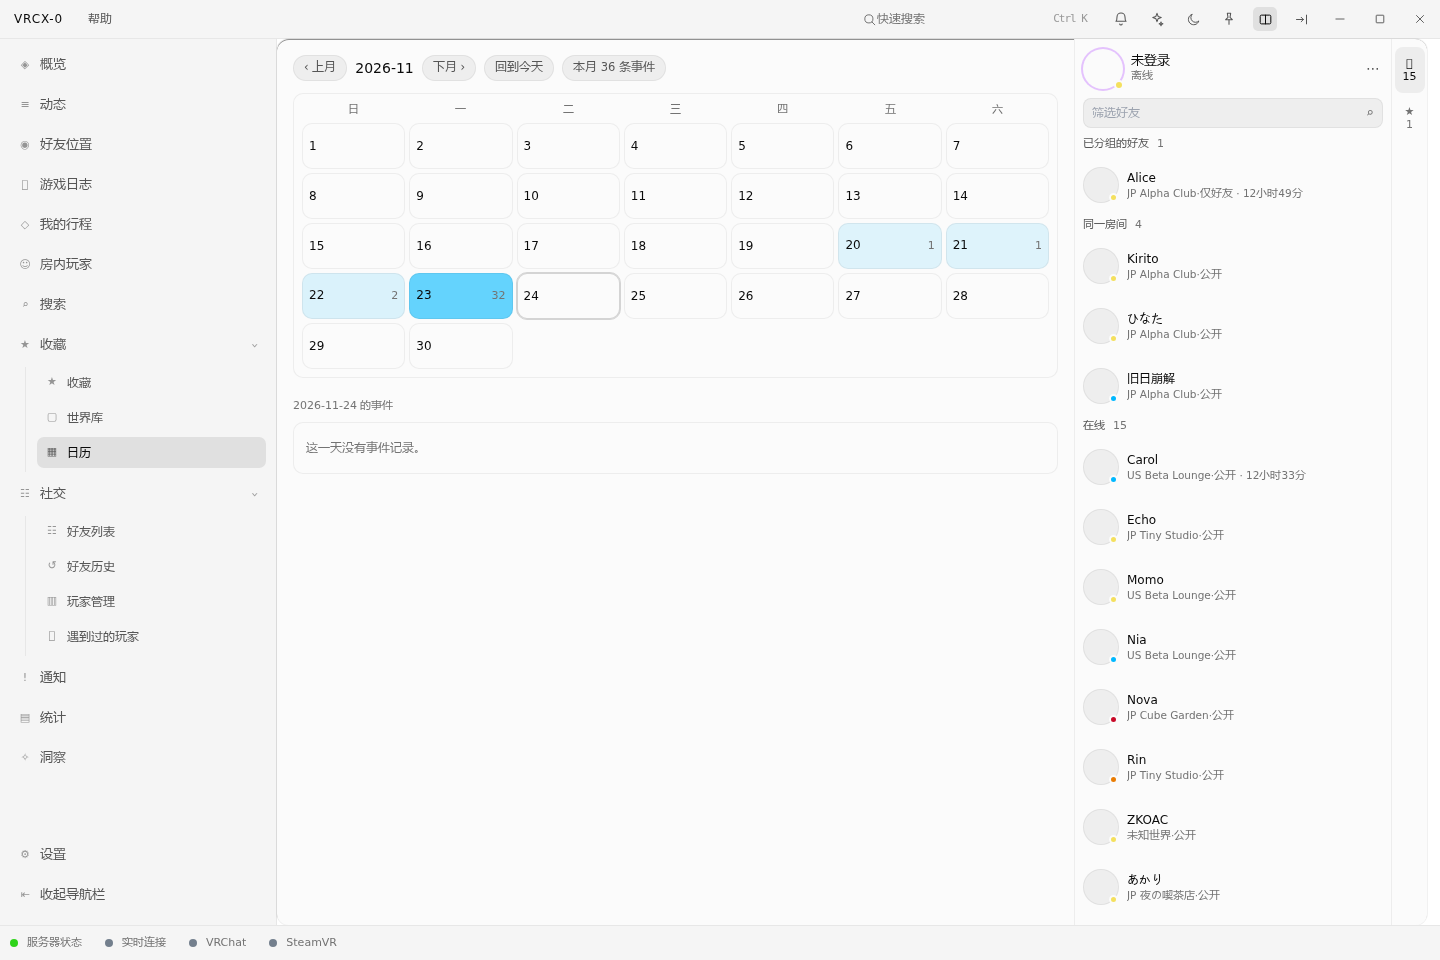 VRCX-0
帮助
快速搜索
Ctrl K
概览
动态
好友位置
游戏日志
我的行程
房内玩家
搜索
收藏
收藏
世界库
日历
社交
好友列表
好友历史
玩家管理
遇到过的玩家
通知
统计
洞察
设置
收起导航栏
‹ 上月
2026-11
下月 ›
回到今天
本月 36 条事件
日 一 二 三 四 五 六
1 2 3 4 5 6 7
8 9 10 11 12 13 14
15 16 17 18 19 20 1 21 1
22 2 23 32 24 25 26 27 28
29 30
2026-11-24 的事件
这一天没有事件记录。
未登录
离线
筛选好友
已分组的好友 1
Alice
JP Alpha Club·仅好友 · 12小时49分
同一房间 4
Kirito
JP Alpha Club·公开
ひなた
JP Alpha Club·公开
旧日崩解
JP Alpha Club·公开
在线 15
Carol
US Beta Lounge·公开 · 12小时33分
Echo
JP Tiny Studio·公开
Momo
US Beta Lounge·公开
Nia
US Beta Lounge·公开
Nova
JP Cube Garden·公开
Rin
JP Tiny Studio·公开
ZKOAC
未知世界·公开
あかり
JP 夜の喫茶店·公开
15
★
1
服务器状态
实时连接
VRChat
SteamVR